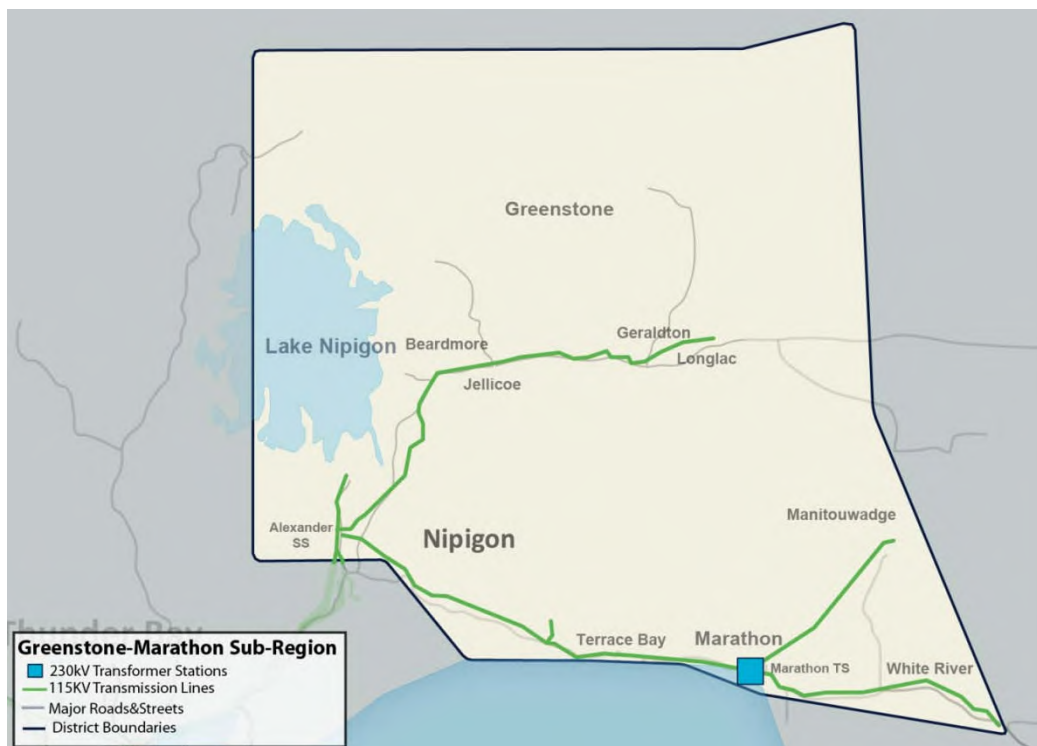 Greenstone
Lake Nipigon
Beardmore
Geraldton
Longlac
Jellicoe
Manitouwadge
Alexander
SS
Nipigon
Thunder Bay
Terrace Bay
Marathon
Marathon TS
White River
Greenstone-Marathon Sub-Region
230kV Transformer Stations
115KV Transmission Lines
Major Roads&Streets
District Boundaries